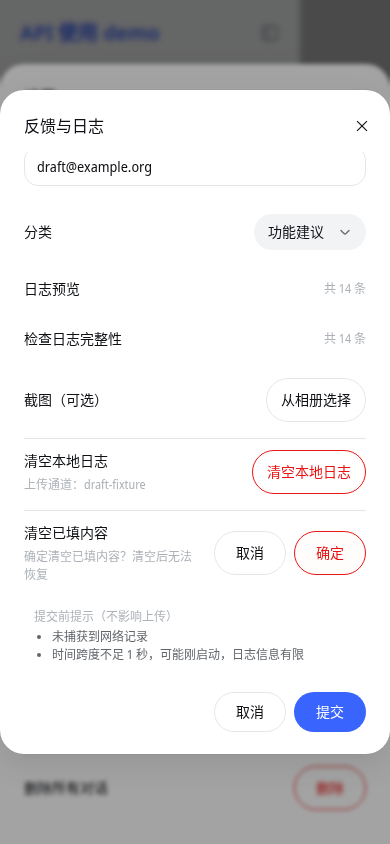 API 使用 demo
反馈与日志
draft@example.org
分类
功能建议
日志预览
共 14 条
检查日志完整性
共 14 条
截图（可选）
从相册选择
清空本地日志
上传通道：draft-fixture
清空本地日志
清空已填内容
确定清空已填内容？清空后无法
恢复
取消
确定
提交前提示（不影响上传）
未捕获到网络记录
时间跨度不足 1 秒，可能刚启动，日志信息有限
取消
提交
删除所有对话
删除